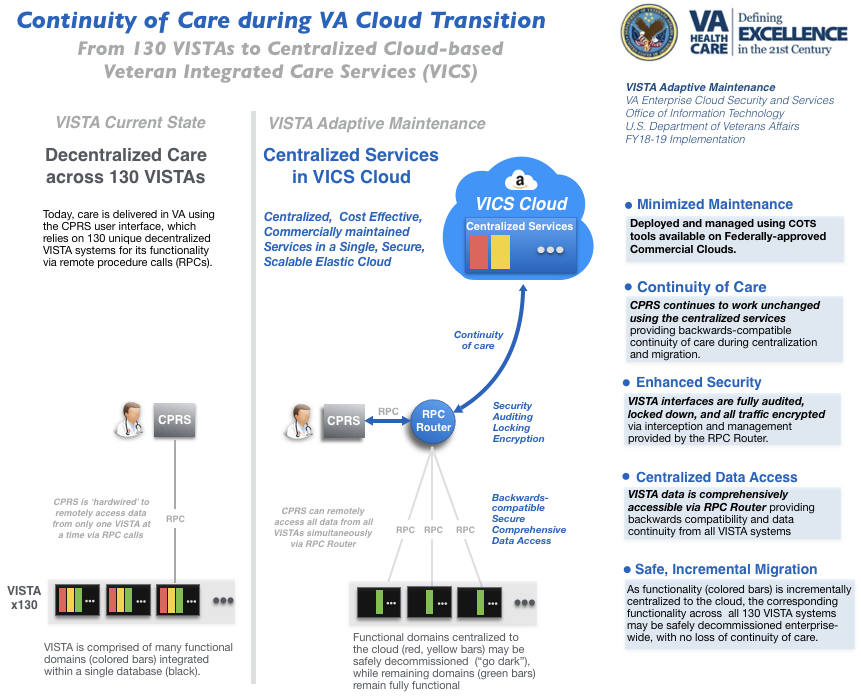 Continuity of Care during VA Cloud Transition
From 130 VISTAs to Centralized Cloud-based
Veteran Integrated Care Services (VICS)
VA
HEALTH
CARE
Defining
EXCELLENCE
in the 21st Century
VISTA Adaptive Maintenance
VA Enterprise Cloud Security and Services
Office of Information Technology
U.S. Department of Veterans Affairs
FY18-19 Implementation
VISTA Current State
Decentralized Care
across 130 VISTAs
Today, care is delivered in VA using
the CPRS user interface, which
relies on 130 unique decentralized
VISTA systems for its functionality
via remote procedure calls (RPCs).
CPRS
CPRS is 'hardwired' to
remotely access data
from only one VISTA at
a time via RPC calls
RPC
VISTA
x130
VISTA is comprised of many functional
domains (colored bars) integrated
within a single database (black).
VISTA Adaptive Maintenance
Centralized Services
in VICS Cloud
Centralized, Cost Effective,
Commercially maintained
Services in a Single, Secure,
Scalable Elastic Cloud
a
VICS Cloud
Centralized Services
Continuity
of care
CPRS
RPC
RPC
Router
Security
Auditing
Locking
Encryption
CPRS can remotely
access all data from all
VISTAs simultaneously
via RPC Router
RPC RPC RPC
Backwards-
compatible
Secure
Comprehensive
Data Access
Functional domains centralized to
the cloud (red, yellow bars) may be
safely decommissioned ("go dark"),
while remaining domains (green bars)
remain fully functional
• Minimized Maintenance
Deployed and managed using COTS
tools available on Federally-approved
Commercial Clouds.
• Continuity of Care
CPRS continues to work unchanged
using the centralized services
providing backwards-compatible
continuity of care during centralization
and migration.
• Enhanced Security
VISTA interfaces are fully audited,
locked down, and all traffic encrypted
via interception and management
provided by the RPC Router.
• Centralized Data Access
VISTA data is comprehensively
accessible via RPC Router providing
backwards compatibility and data
continuity from all VISTA systems
• Safe, Incremental Migration
As functionality (colored bars) is incrementally
centralized to the cloud, the corresponding
functionality across all 130 VISTA systems
may be safely decommissioned enterprise-
wide, with no loss of continuity of care.